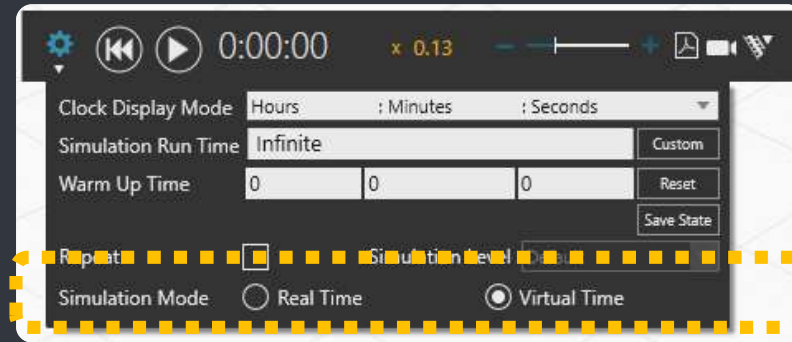 0:00:00 x 0.13
Clock Display Mode Hours : Minutes : Seconds
Simulation Run Time Infinite Custom
Warm Up Time 0 0 0 Reset
Save State
Repeat Simulation Level Default
Simulation Mode Real Time Virtual Time